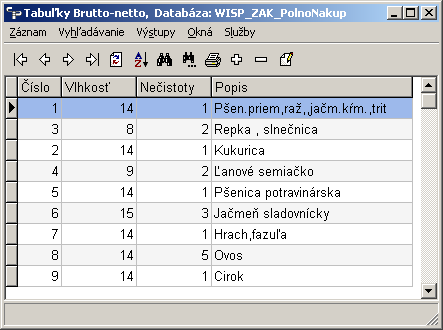 Tabuľky Brutto-netto, Databáza: WISP_ZAK_PolnoNakup
Záznam Vyhľadávanie Výstupy Okná Služby
Číslo Vlhkosť Nečistoty Popis
1 14 1 Pšen.priem,raž,,jačm.kŕm.,trit
3 8 2 Repka , slnečnica
2 14 1 Kukurica
4 9 2 Ľanové semiačko
5 14 1 Pšenica potravinárska
6 15 3 Jačmeň sladovnícky
7 14 1 Hrach,fazuľa
8 14 5 Ovos
9 14 1 Cirok